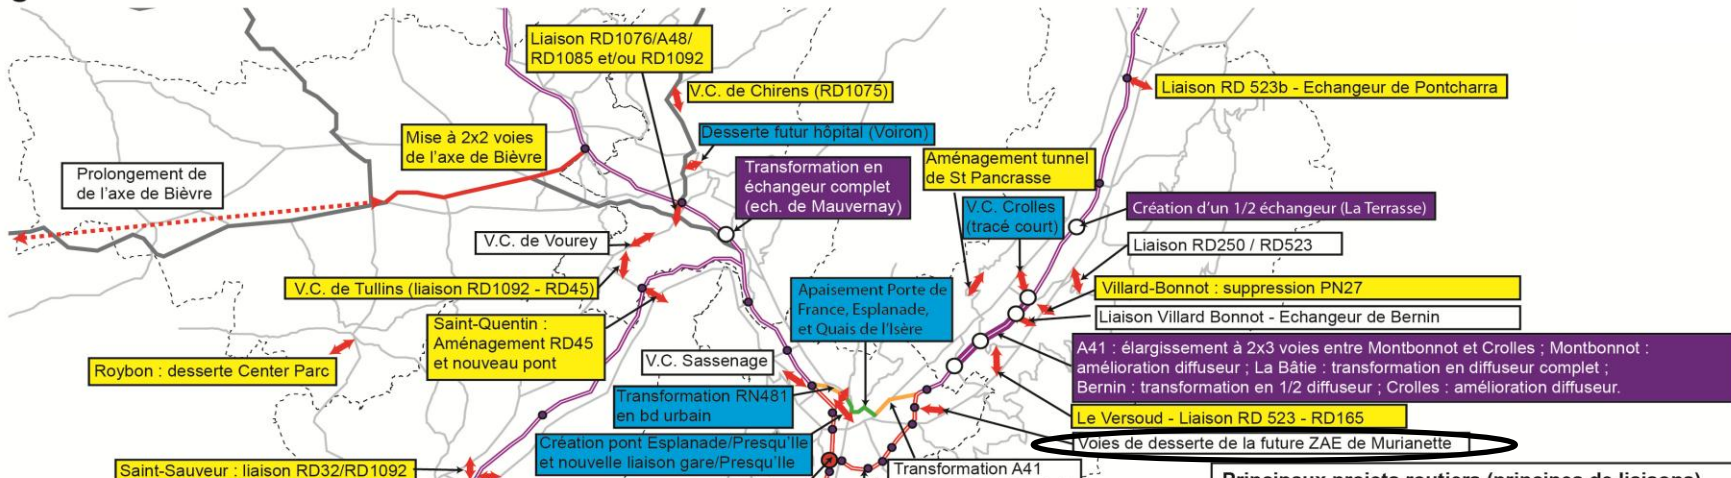 Liaison RD1076/A48/
RD1085 et/ou RD1092
V.C. de Chirens (RD1075)
Liaison RD 523b - Echangeur de Pontcharra
Mise à 2x2 voies
de l'axe de Bièvre
Desserte futur hôpital (Voiron)
Prolongement de
de l'axe de Bièvre
Transformation en
échangeur complet
(ech. de Mauvernay)
Aménagement tunnel
de St Pancrasse
V.C. Crolles
(tracé court)
Création d'un 1/2 échangeur (La Terrasse)
V.C. de Vourey
Liaison RD250 / RD523
V.C. de Tullins (liaison RD1092 - RD45)
Apaisement Porte de
France, Esplanade,
et Quais de l'Isère
Villard-Bonnot : suppression PN27
Liaison Villard Bonnot - Echangeur de Bernin
Saint-Quentin :
Aménagement RD45
et nouveau pont
A41 : élargissement à 2x3 voies entre Montbonnot et Crolles ; Montbonnot :
amélioration diffuseur ; La Bâtie : transformation en diffuseur complet ;
Bernin : transformation en 1/2 diffuseur ; Crolles : amélioration diffuseur.
V.C. Sassenage
Roybon : desserte Center Parc
Transformation RN481
en bd urbain
Le Versoud - Liaison RD 523 - RD165
Voies de desserte de la future ZAE de Murianette
Création pont Esplanade/Presqu'Ile
et nouvelle liaison gare/Presqu'Ile
Transformation A41
Saint-Sauveur : liaison RD32/RD1092
Principaux projets routiers (principes de liaisons)